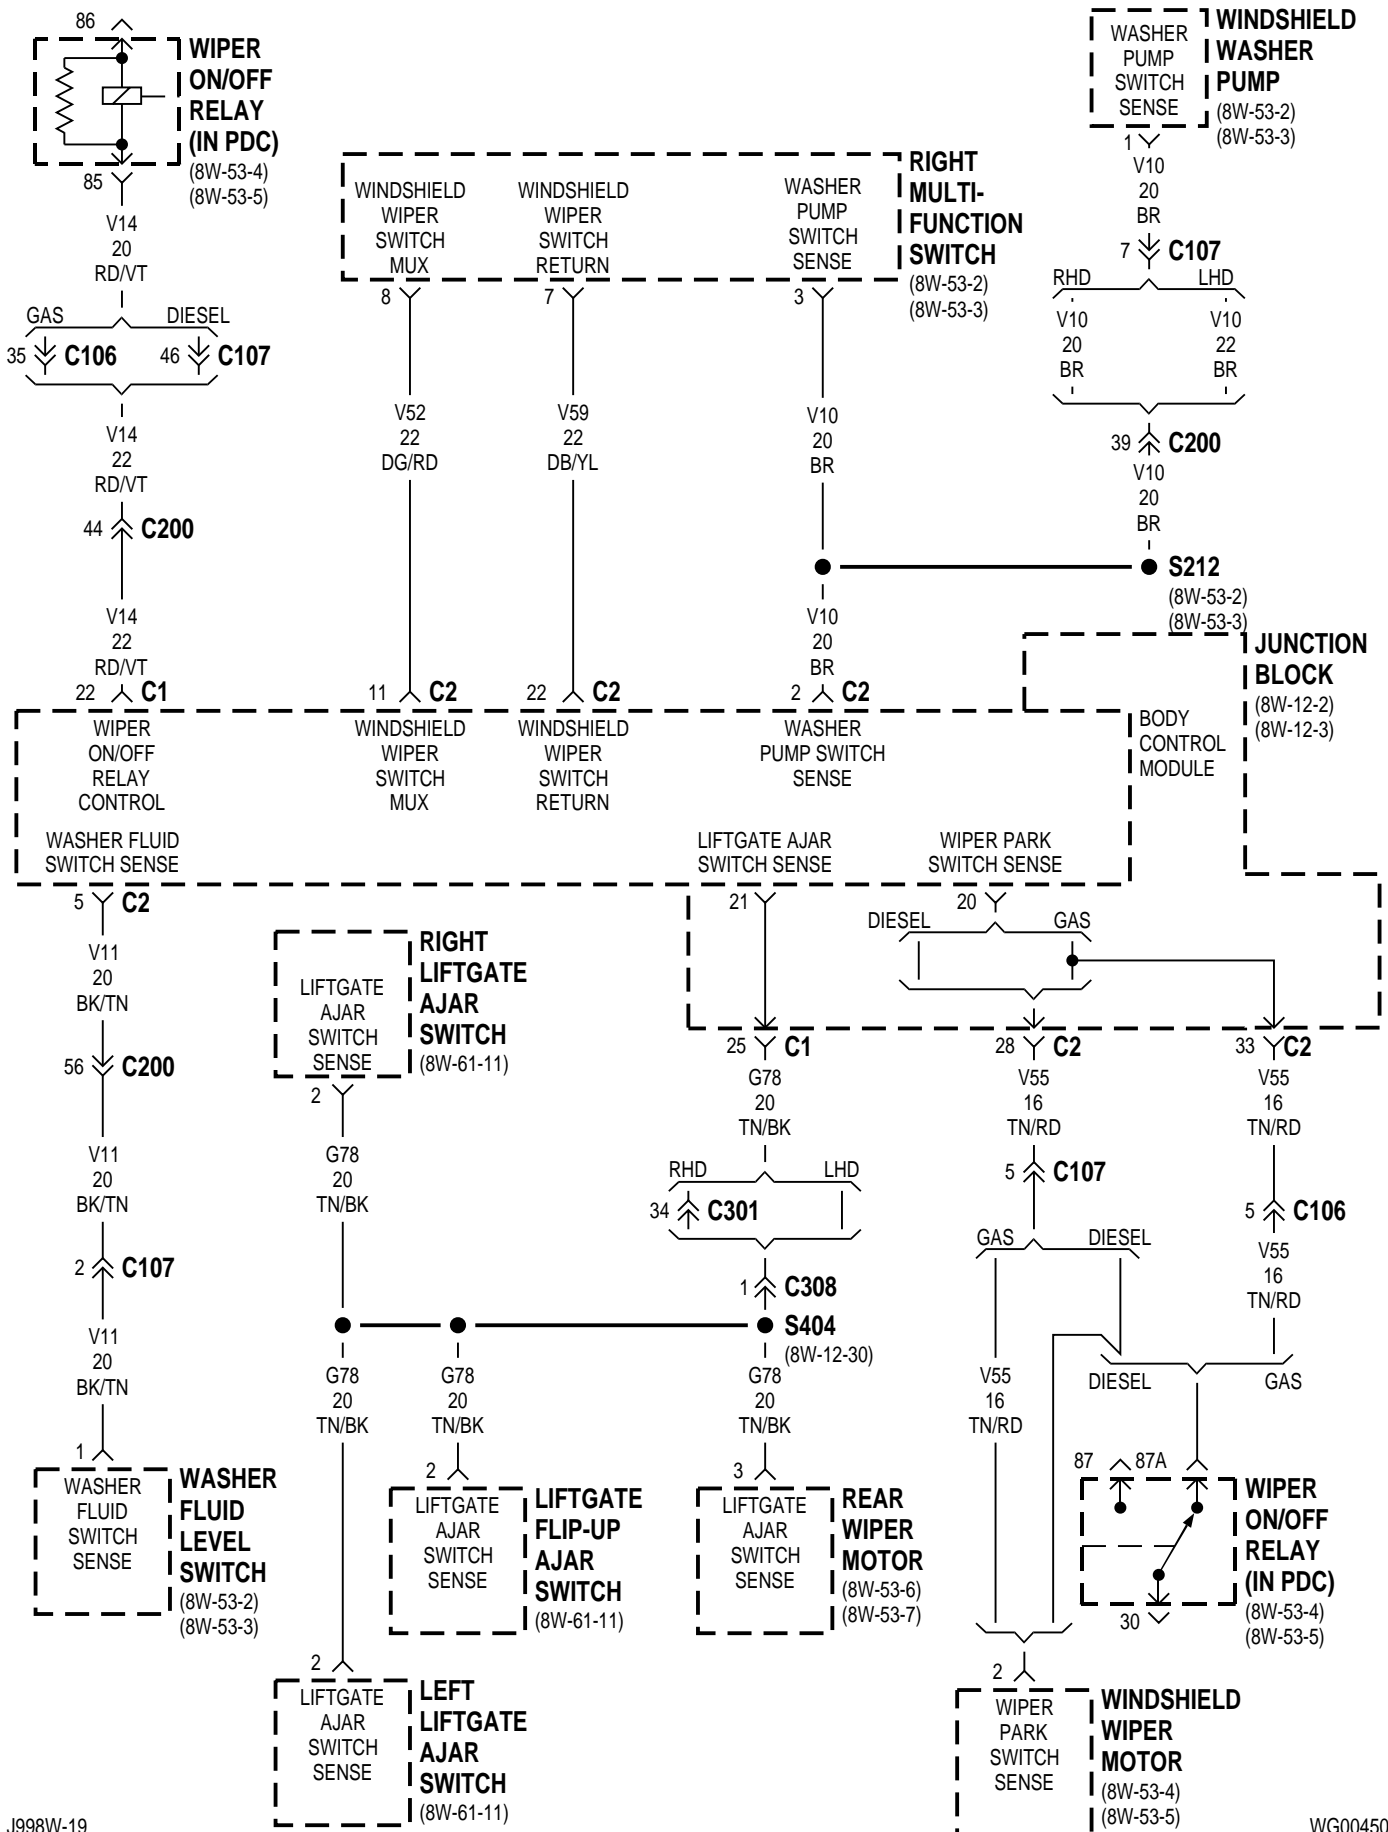 86
WIPER
ON/OFF
RELAY
(IN PDC)
(8W-53-4)
(8W-53-5)
85
V14
20
RD/VT
GAS
DIESEL
35
C106
46
C107
V14
22
RD/VT
44
C200
V14
22
RD/VT
22
C1
WINDSHIELD
WIPER
SWITCH
MUX
WINDSHIELD
WIPER
SWITCH
RETURN
WASHER
PUMP
SWITCH
SENSE
RIGHT
MULTI-
FUNCTION
SWITCH
(8W-53-2)
(8W-53-3)
8
7
3
V52
22
DG/RD
V59
22
DB/YL
V10
20
BR
V10
20
BR
11
C2
22
C2
2
C2
WASHER
PUMP
SWITCH
SENSE
WINDSHIELD
WASHER
PUMP
(8W-53-2)
(8W-53-3)
1
V10
20
BR
7
C107
RHD
LHD
V10
20
BR
V10
22
BR
39
C200
V10
20
BR
S212
(8W-53-2)
(8W-53-3)
JUNCTION
BLOCK
(8W-12-2)
(8W-12-3)
BODY
CONTROL
MODULE
WIPER
ON/OFF
RELAY
CONTROL
WINDSHIELD
WIPER
SWITCH
MUX
WINDSHIELD
WIPER
SWITCH
RETURN
WASHER
PUMP SWITCH
SENSE
WASHER FLUID
SWITCH SENSE
LIFTGATE AJAR
SWITCH SENSE
WIPER PARK
SWITCH SENSE
5
C2
21
20
DIESEL
GAS
V11
20
BK/TN
56
C200
V11
20
BK/TN
2
C107
V11
20
BK/TN
1
WASHER
FLUID
SWITCH
SENSE
WASHER
FLUID
LEVEL
SWITCH
(8W-53-2)
(8W-53-3)
LIFTGATE
AJAR
SWITCH
SENSE
RIGHT
LIFTGATE
AJAR
SWITCH
(8W-61-11)
2
G78
20
TN/BK
25
C1
G78
20
TN/BK
RHD
LHD
34
C301
1
C308
S404
(8W-12-30)
28
C2
V55
16
TN/RD
5
C107
GAS
DIESEL
33
C2
V55
16
TN/RD
5
C106
V55
16
TN/RD
DIESEL
GAS
G78
20
TN/BK
G78
20
TN/BK
G78
20
TN/BK
V55
16
TN/RD
2
LIFTGATE
AJAR
SWITCH
SENSE
LIFTGATE
FLIP-UP
AJAR
SWITCH
(8W-61-11)
3
LIFTGATE
AJAR
SWITCH
SENSE
REAR
WIPER
MOTOR
(8W-53-6)
(8W-53-7)
87
87A
WIPER
ON/OFF
RELAY
(IN PDC)
(8W-53-4)
(8W-53-5)
30
2
LIFTGATE
AJAR
SWITCH
SENSE
LEFT
LIFTGATE
AJAR
SWITCH
(8W-61-11)
2
WIPER
PARK
SWITCH
SENSE
WINDSHIELD
WIPER
MOTOR
(8W-53-4)
(8W-53-5)
J998W-19
WG00450